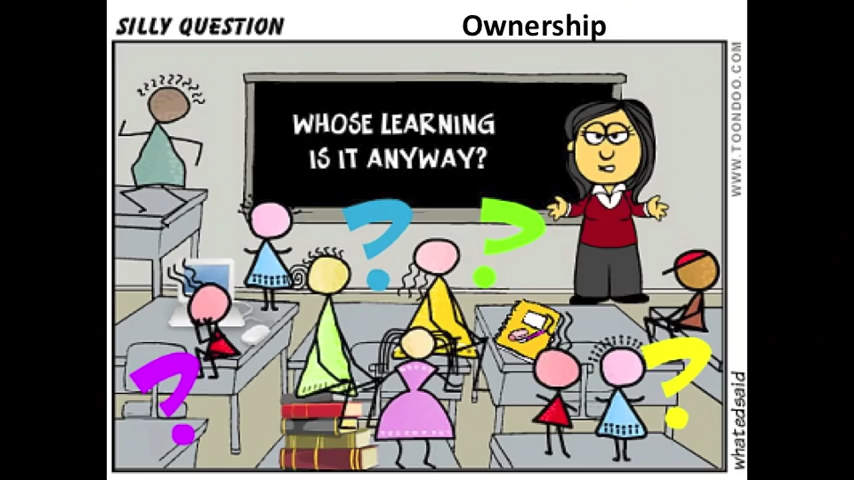 SILLY QUESTION
Ownership
WHOSE LEARNING
IS IT ANYWAY?
?
?
?
?
WWW.TOONDOO.COM
whatedsaid